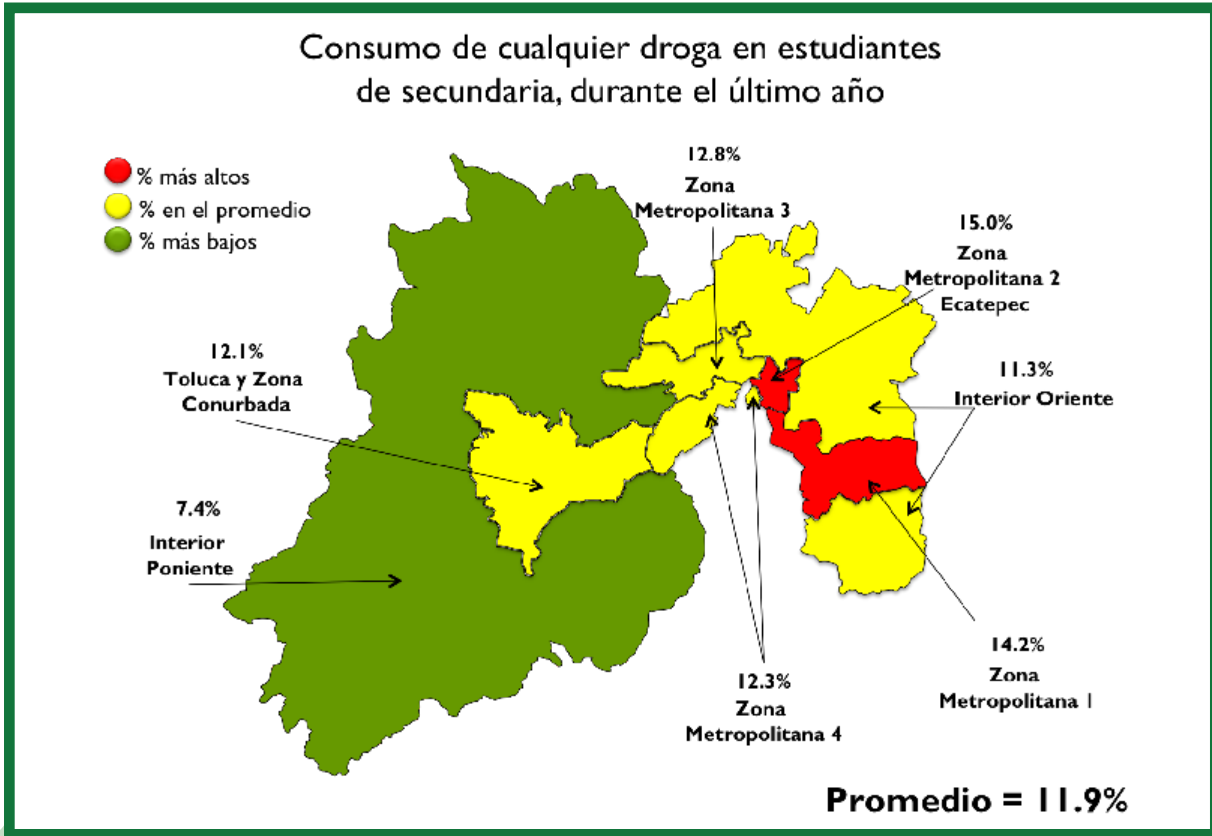 Consumo de cualquier droga en estudiantes
de secundaria, durante el último año
% más altos
% en el promedio
% más bajos
12.8%
Zona
Metropolitana 3
15.0%
Zona
Metropolitana 2
Ecatepec
12.1%
Toluca y Zona
Conurbada
11.3%
Interior Oriente
7.4%
Interior
Poniente
12.3%
Zona
Metropolitana 4
14.2%
Zona
Metropolitana 1
Promedio = 11.9%